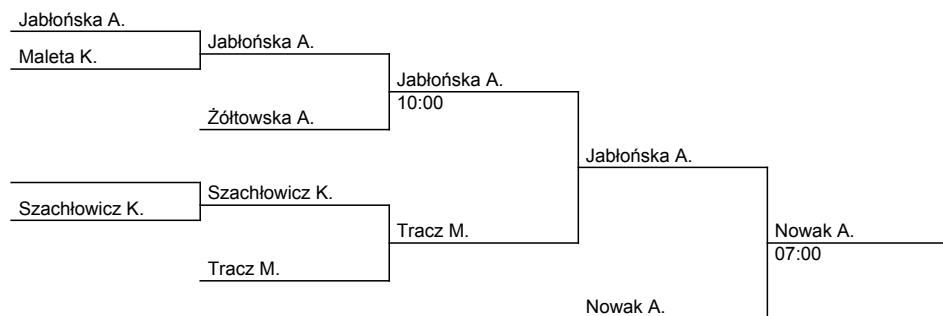 Jabłońska A.
Maleta K.
Jabłońska A.
Żółtowska A.
Jabłońska A.
10:00
Szachłowicz K.
Szachłowicz K.
Tracz M.
Tracz M.
Jabłońska A.
Nowak A.
Nowak A.
07:00